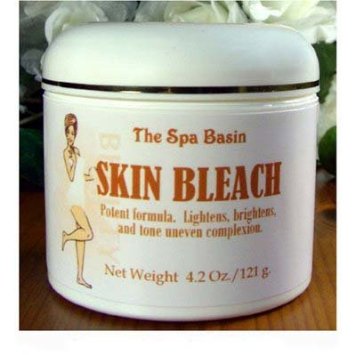 The Spa Basin
BEAUTY
SKIN BLEACH
Potent formula. Lightens, brightens,
and tone uneven complexion.
Net Weight 4.2 Oz./121 g.